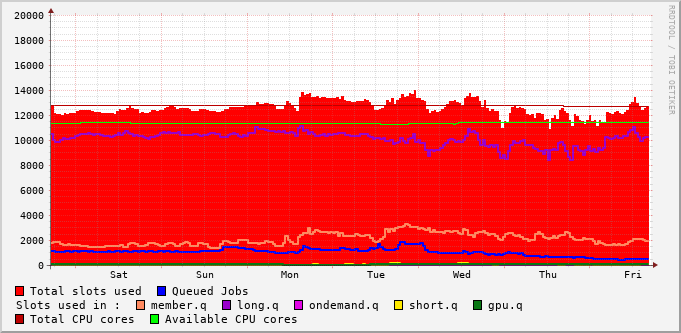 RRDTOOL / TOBI OETIKER
20000
18000
16000
14000
12000
10000
8000
6000
4000
2000
0
Sat Sun Mon Tue Wed Thu Fri
Total slots used Queued Jobs
Slots used in : member.q long.q ondemand.q short.q gpu.q
Total CPU cores Available CPU cores